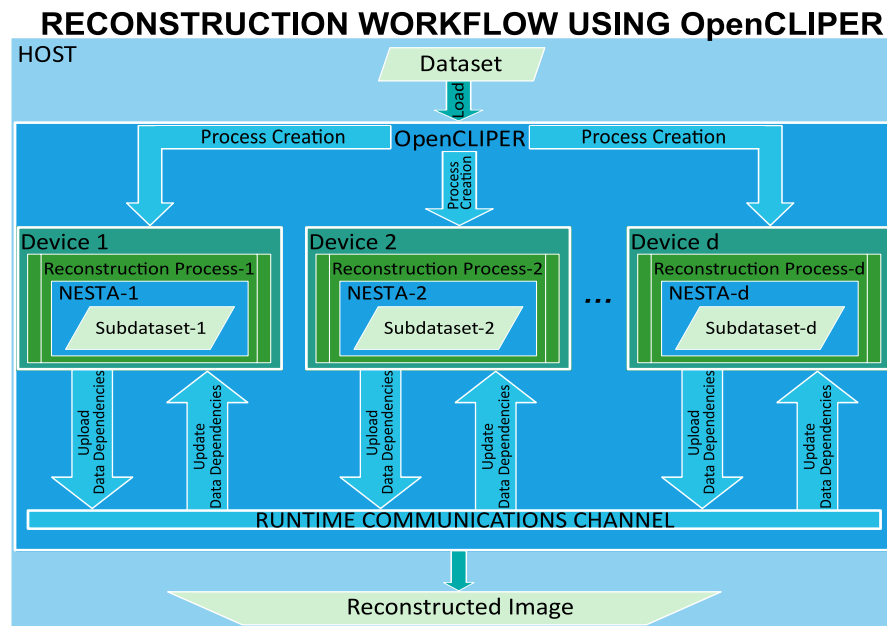 RECONSTRUCTION WORKFLOW USING OpenCLIPER
HOST
Dataset
Load
Process Creation
OpenCLIPER
Process Creation
Process
Creation
Device 1
Device 2
Device d
Reconstruction Process-1
Reconstruction Process-2
Reconstruction Process-d
NESTA-1
NESTA-2
...
NESTA-d
Subdataset-1
Subdataset-2
Subdataset-d
Upload
Data Dependencies
Update
Data Dependencies
Upload
Data Dependencies
Update
Data Dependencies
Upload
Data Dependencies
Update
Data Dependencies
RUNTIME COMMUNICATIONS CHANNEL
Reconstructed Image